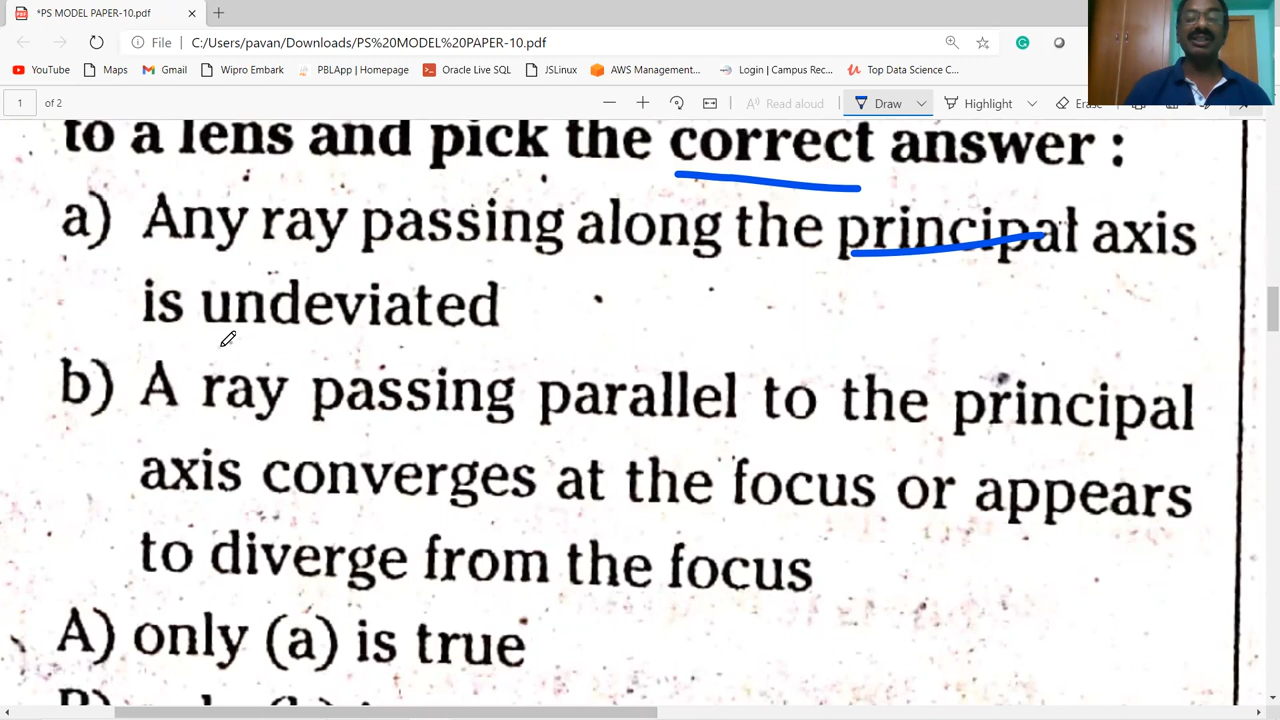 *PS MODEL PAPER-10.pdf
File C:/Users/pavan/Downloads/PS%20MODEL%20PAPER-10.pdf
YouTube Maps Gmail Wipro Embark PBLApp | Homepage Oracle Live SQL JSLinux AWS Management... Login | Campus Rec... Top Data Science C...
1 of 2 Read aloud Draw Highlight
to a lens and pick the correct answer :
a) Any ray passing along the principal axis
is undeviated
b) A ray passing parallel to the principal
axis converges at the focus or appears
to diverge from the focus
A) only (a) is true